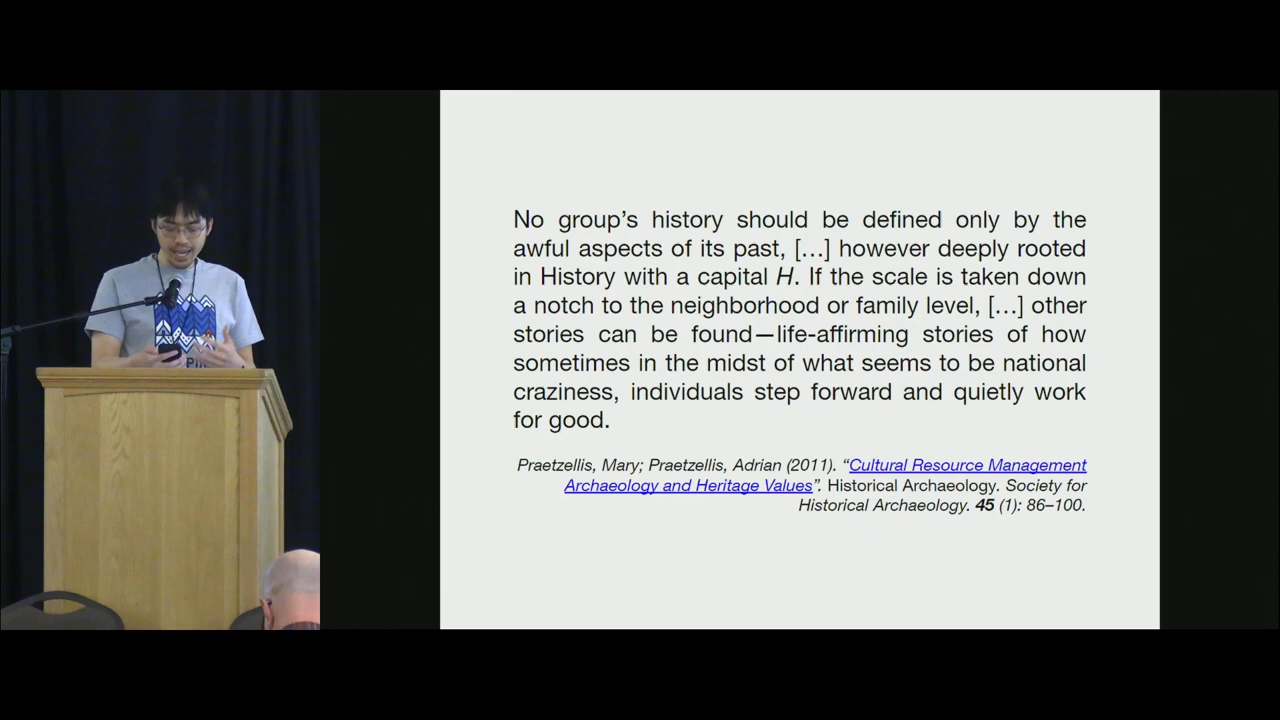 No group’s history should be defined only by the
awful aspects of its past, […] however deeply rooted
in History with a capital H. If the scale is taken down
a notch to the neighborhood or family level, […] other
stories can be found—life-affirming stories of how
sometimes in the midst of what seems to be national
craziness, individuals step forward and quietly work
for good.
Praetzellis, Mary; Praetzellis, Adrian (2011). “Cultural Resource Management
Archaeology and Heritage Values”. Historical Archaeology. Society for
Historical Archaeology. 45 (1): 86–100.